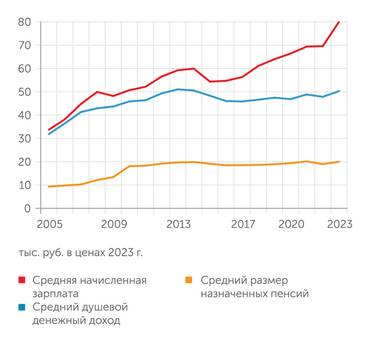 80
70
60
50
40
30
20
10
0
2005 2009 2013 2017 2020 2023
тыс. руб. в ценах 2023 г.
Средняя начисленная
зарплата
Средний душевой
денежный доход
Средний размер
назначенных пенсий